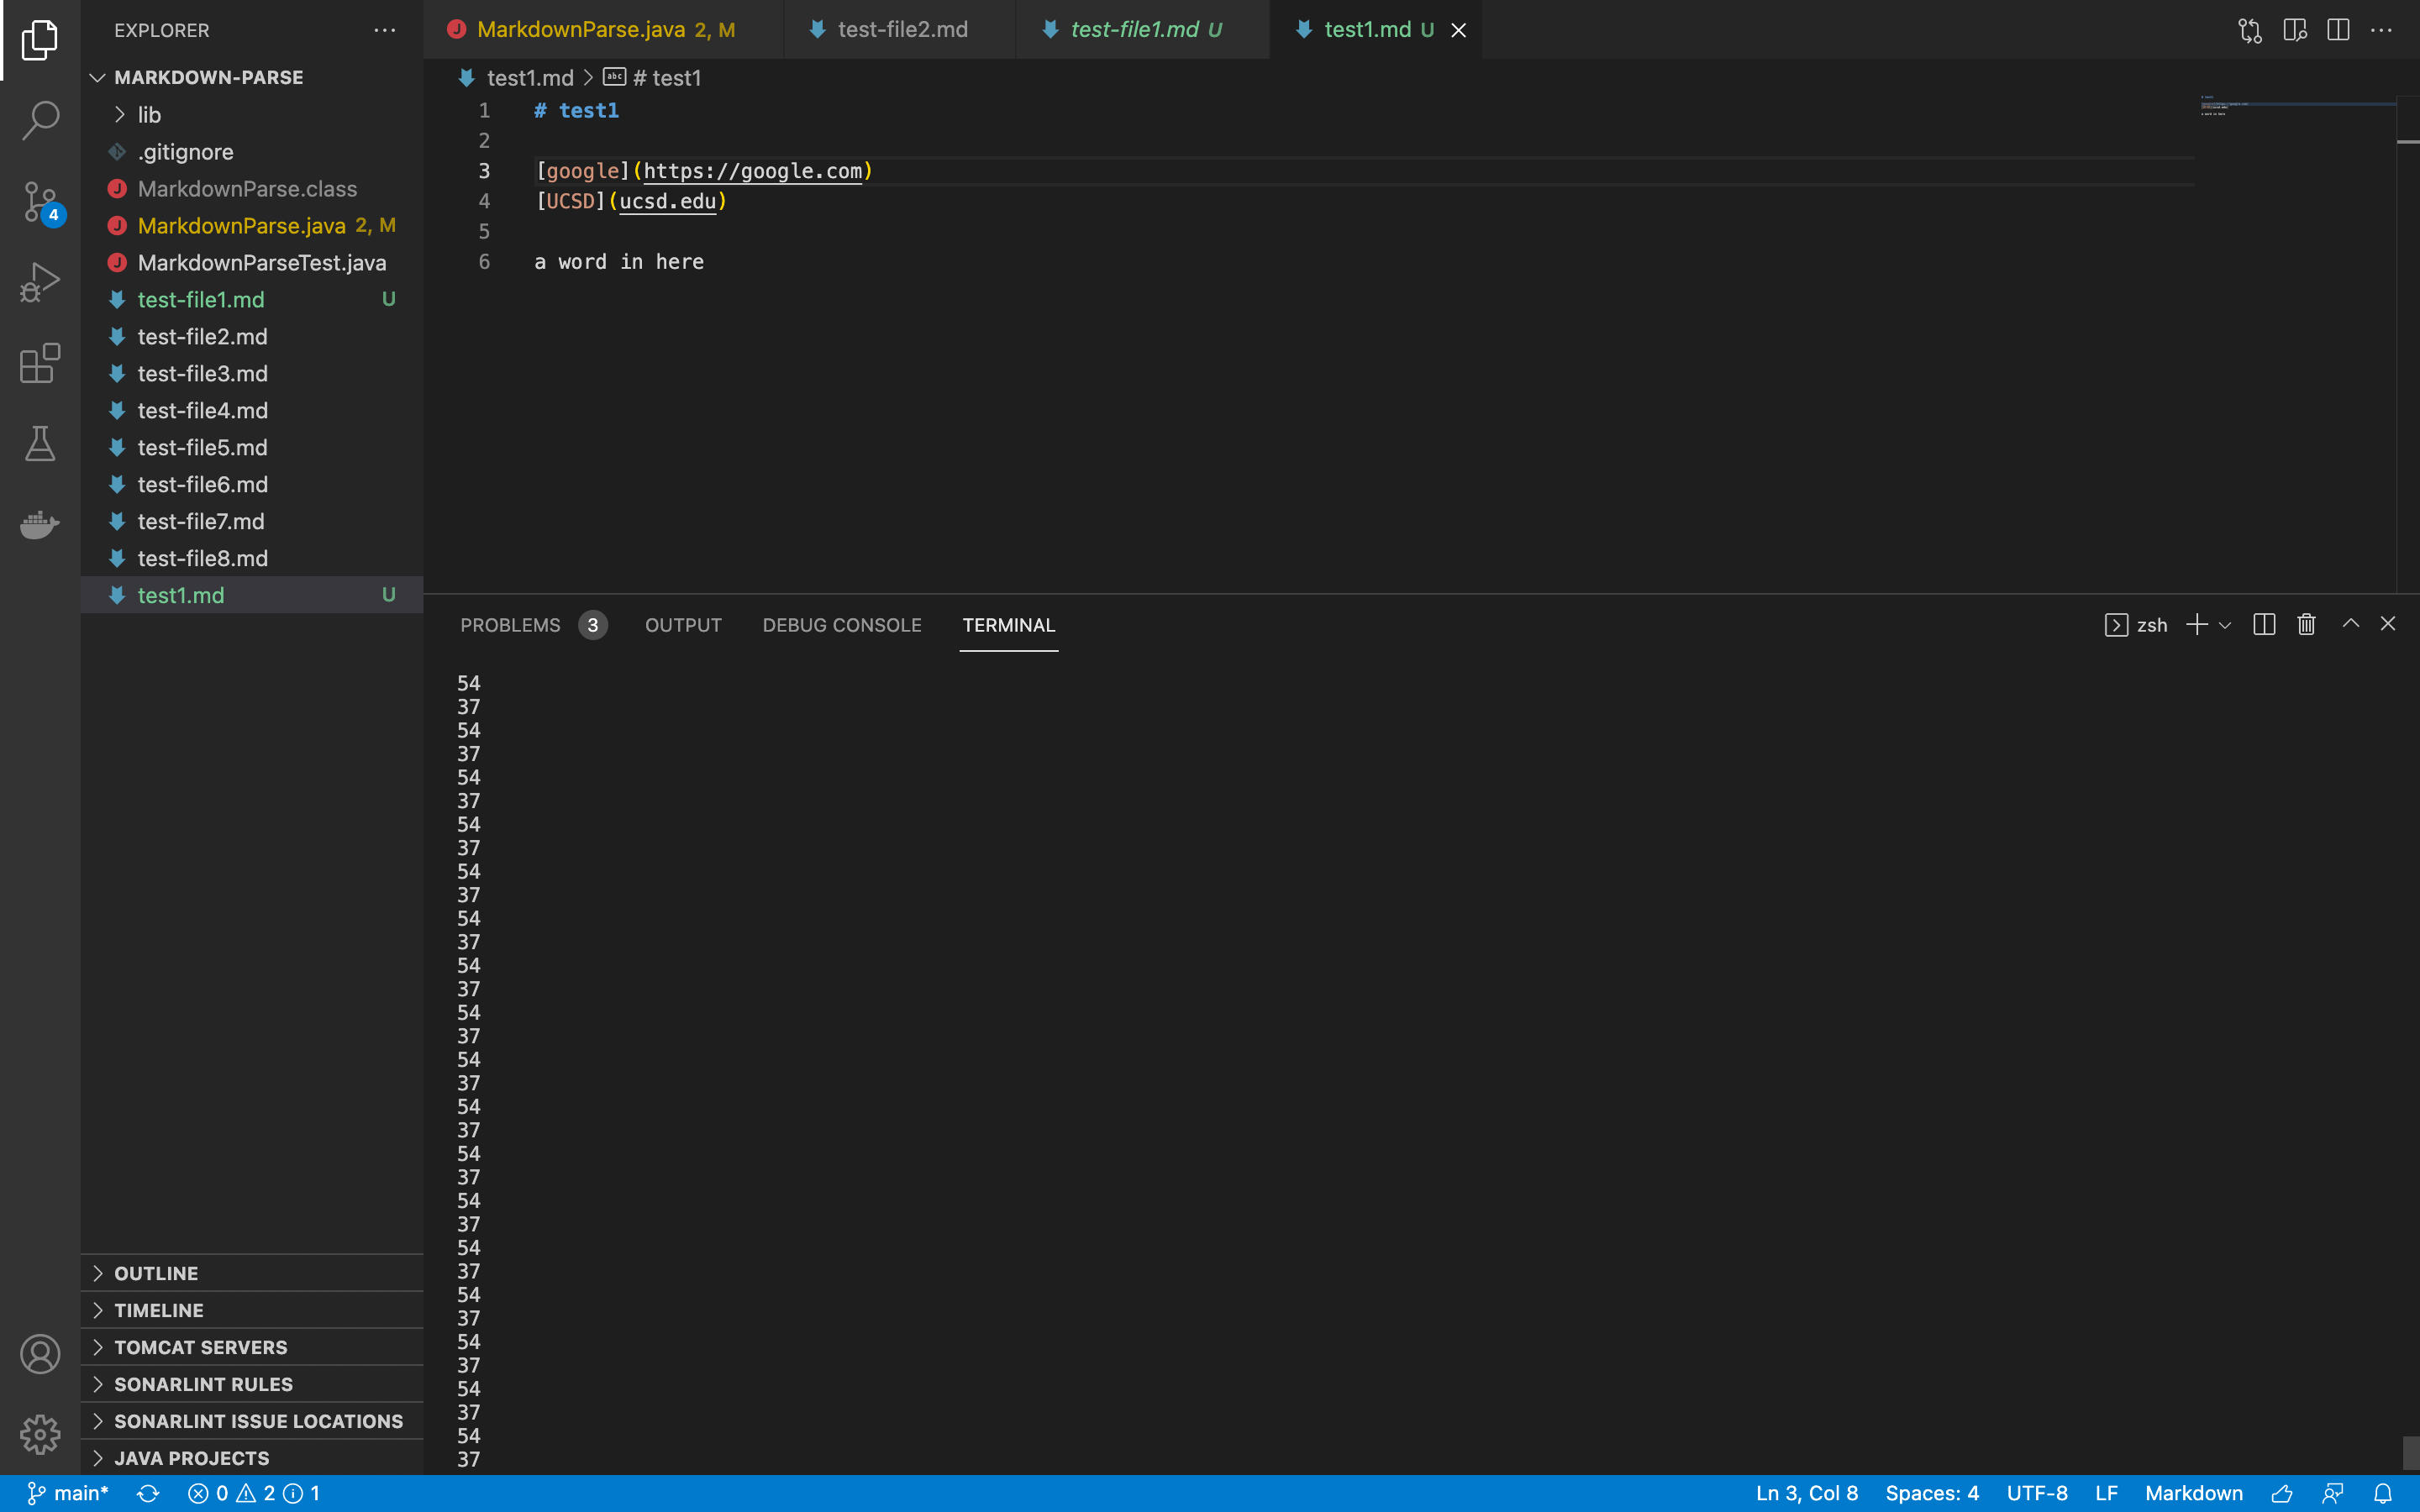 EXPLORER
MARKDOWN-PARSE
lib
.gitignore
MarkdownParse.class
MarkdownParse.java 2, M
MarkdownParseTest.java
test-file1.md U
test-file2.md
test-file3.md
test-file4.md
test-file5.md
test-file6.md
test-file7.md
test-file8.md
test1.md U
OUTLINE
TIMELINE
TOMCAT SERVERS
SONARLINT RULES
SONARLINT ISSUE LOCATIONS
JAVA PROJECTS
4
MarkdownParse.java 2, M test-file2.md test-file1.md U test1.md U
test1.md > # test1
1 # test1
2
3 [google](https://google.com)
4 [UCSD](ucsd.edu)
5
6 a word in here
PROBLEMS 3 OUTPUT DEBUG CONSOLE TERMINAL zsh
54
37
54
37
54
37
54
37
54
37
54
37
54
37
54
37
54
37
54
37
54
37
54
37
54
37
54
37
54
37
54
37
54
37
main* 0 2 1 Ln 3, Col 8 Spaces: 4 UTF-8 LF Markdown